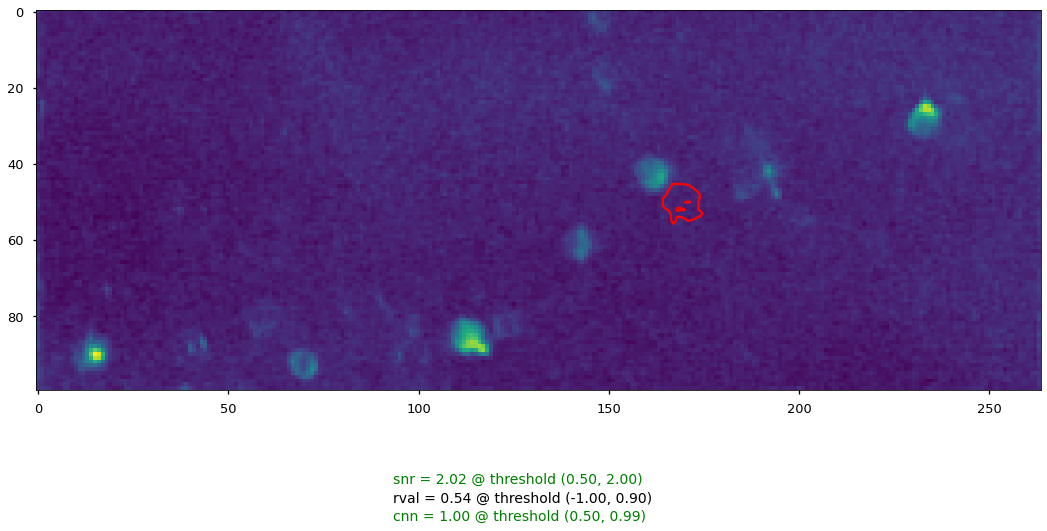 0
20
40
60
80
0 50 100 150 200 250
snr = 2.02 @ threshold (0.50, 2.00)
rval = 0.54 @ threshold (-1.00, 0.90)
cnn = 1.00 @ threshold (0.50, 0.99)